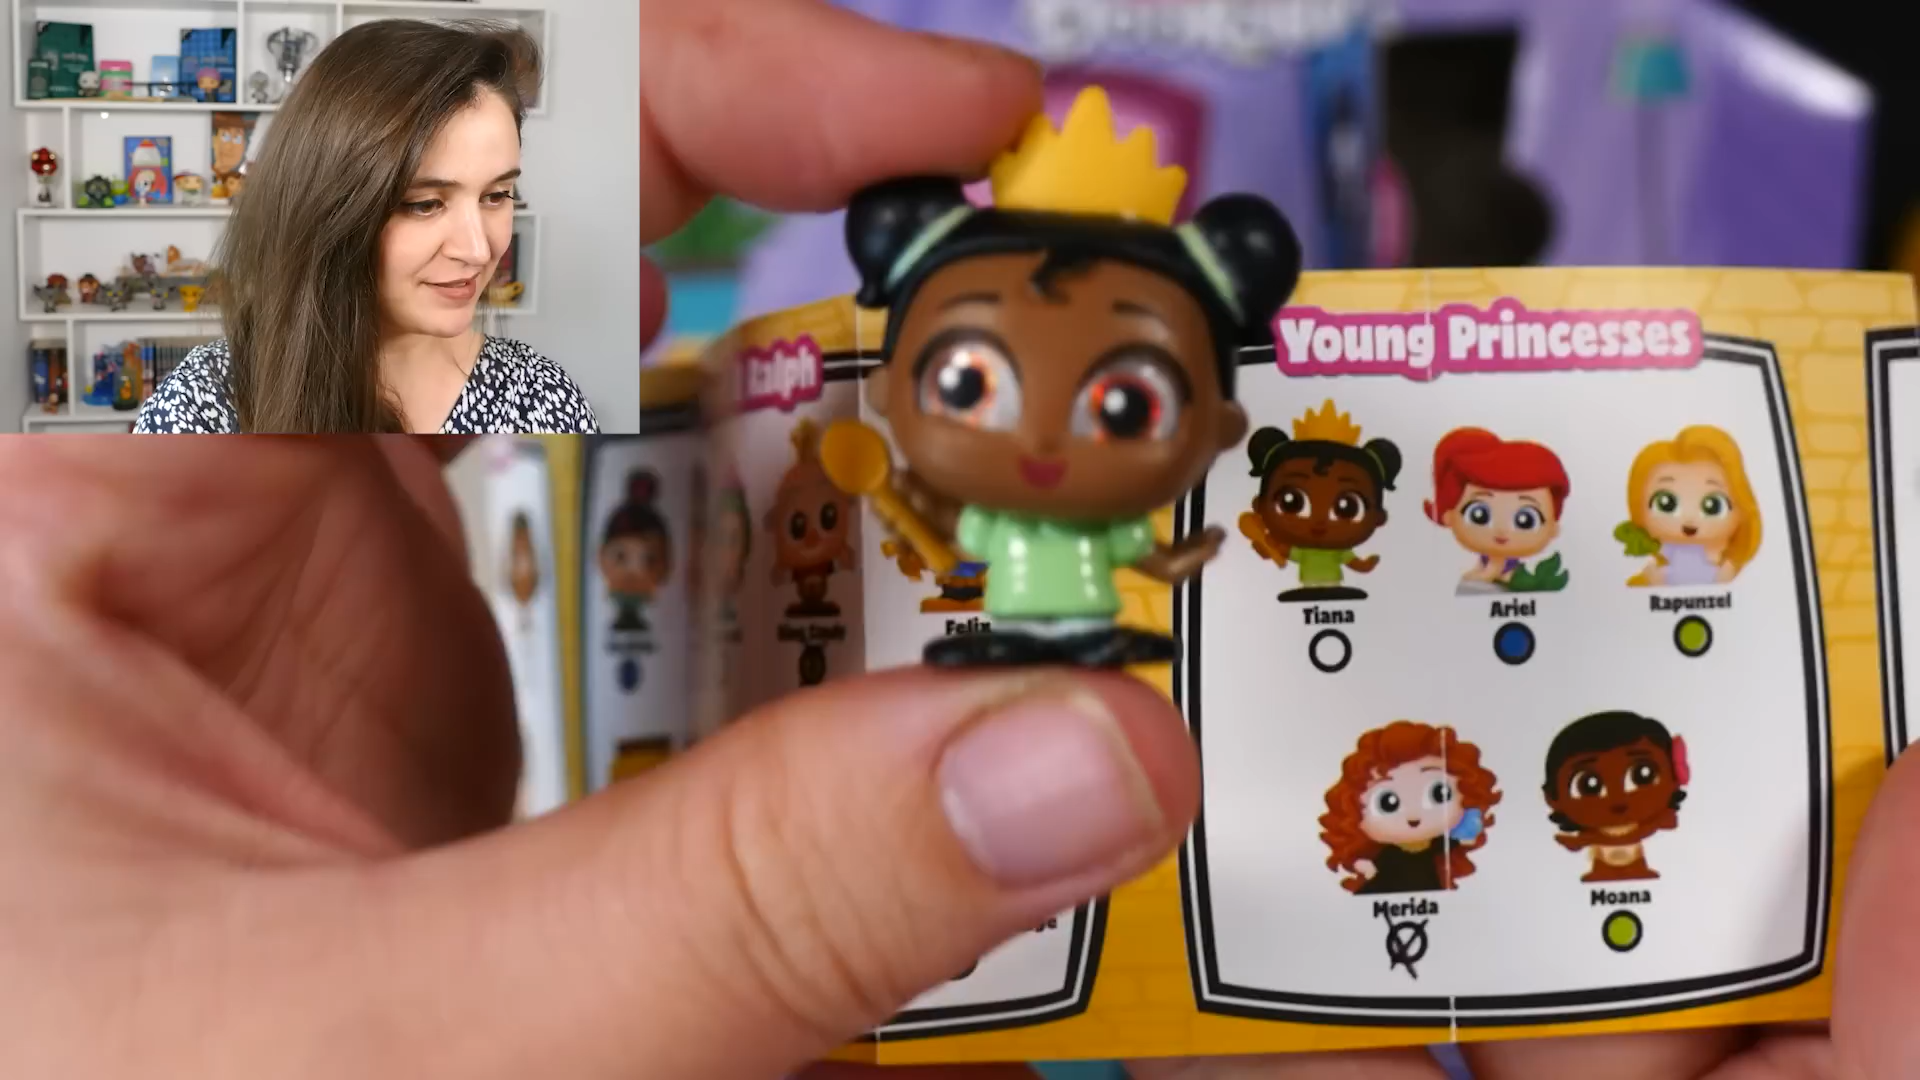 Ralph
Young Princesses
Felix
Tiana
Ariel
Rapunzel
Merida
Moana